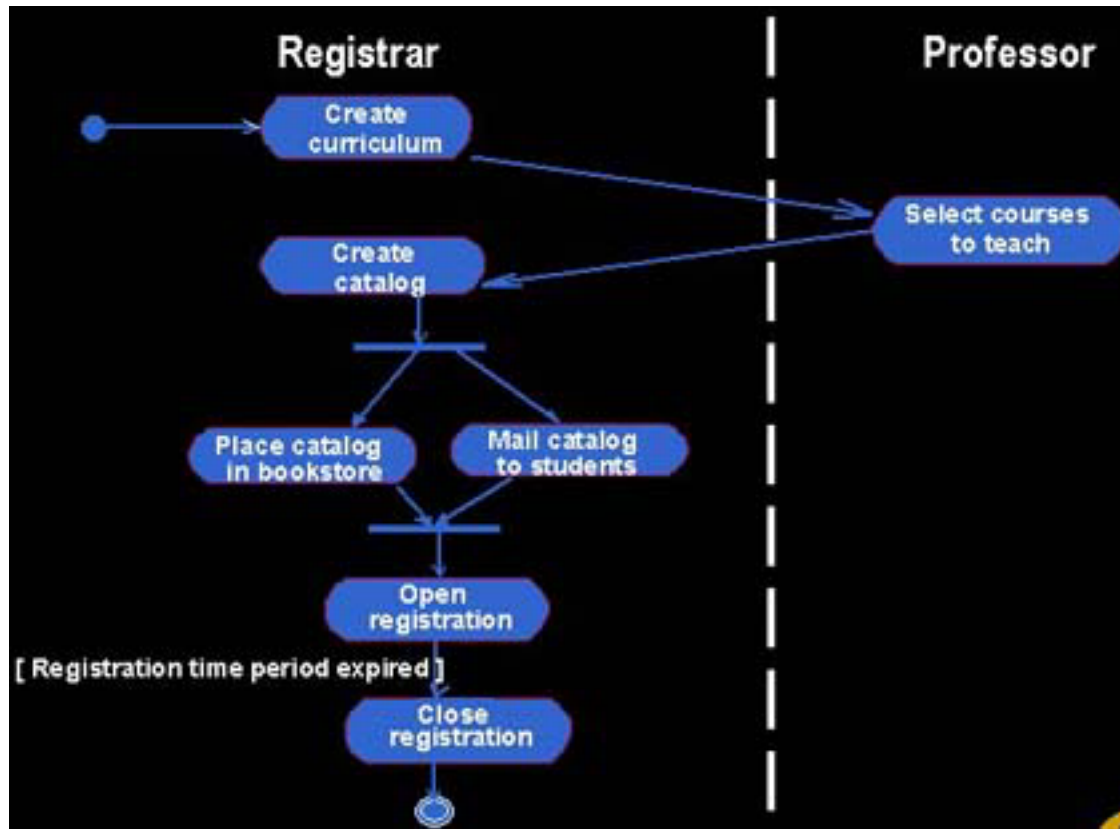 Registrar
Professor
Create
curriculum
Select courses
to teach
Create
catalog
Place catalog
in bookstore
Mail catalog
to students
Open
registration
[ Registration time period expired ]
Close
registration